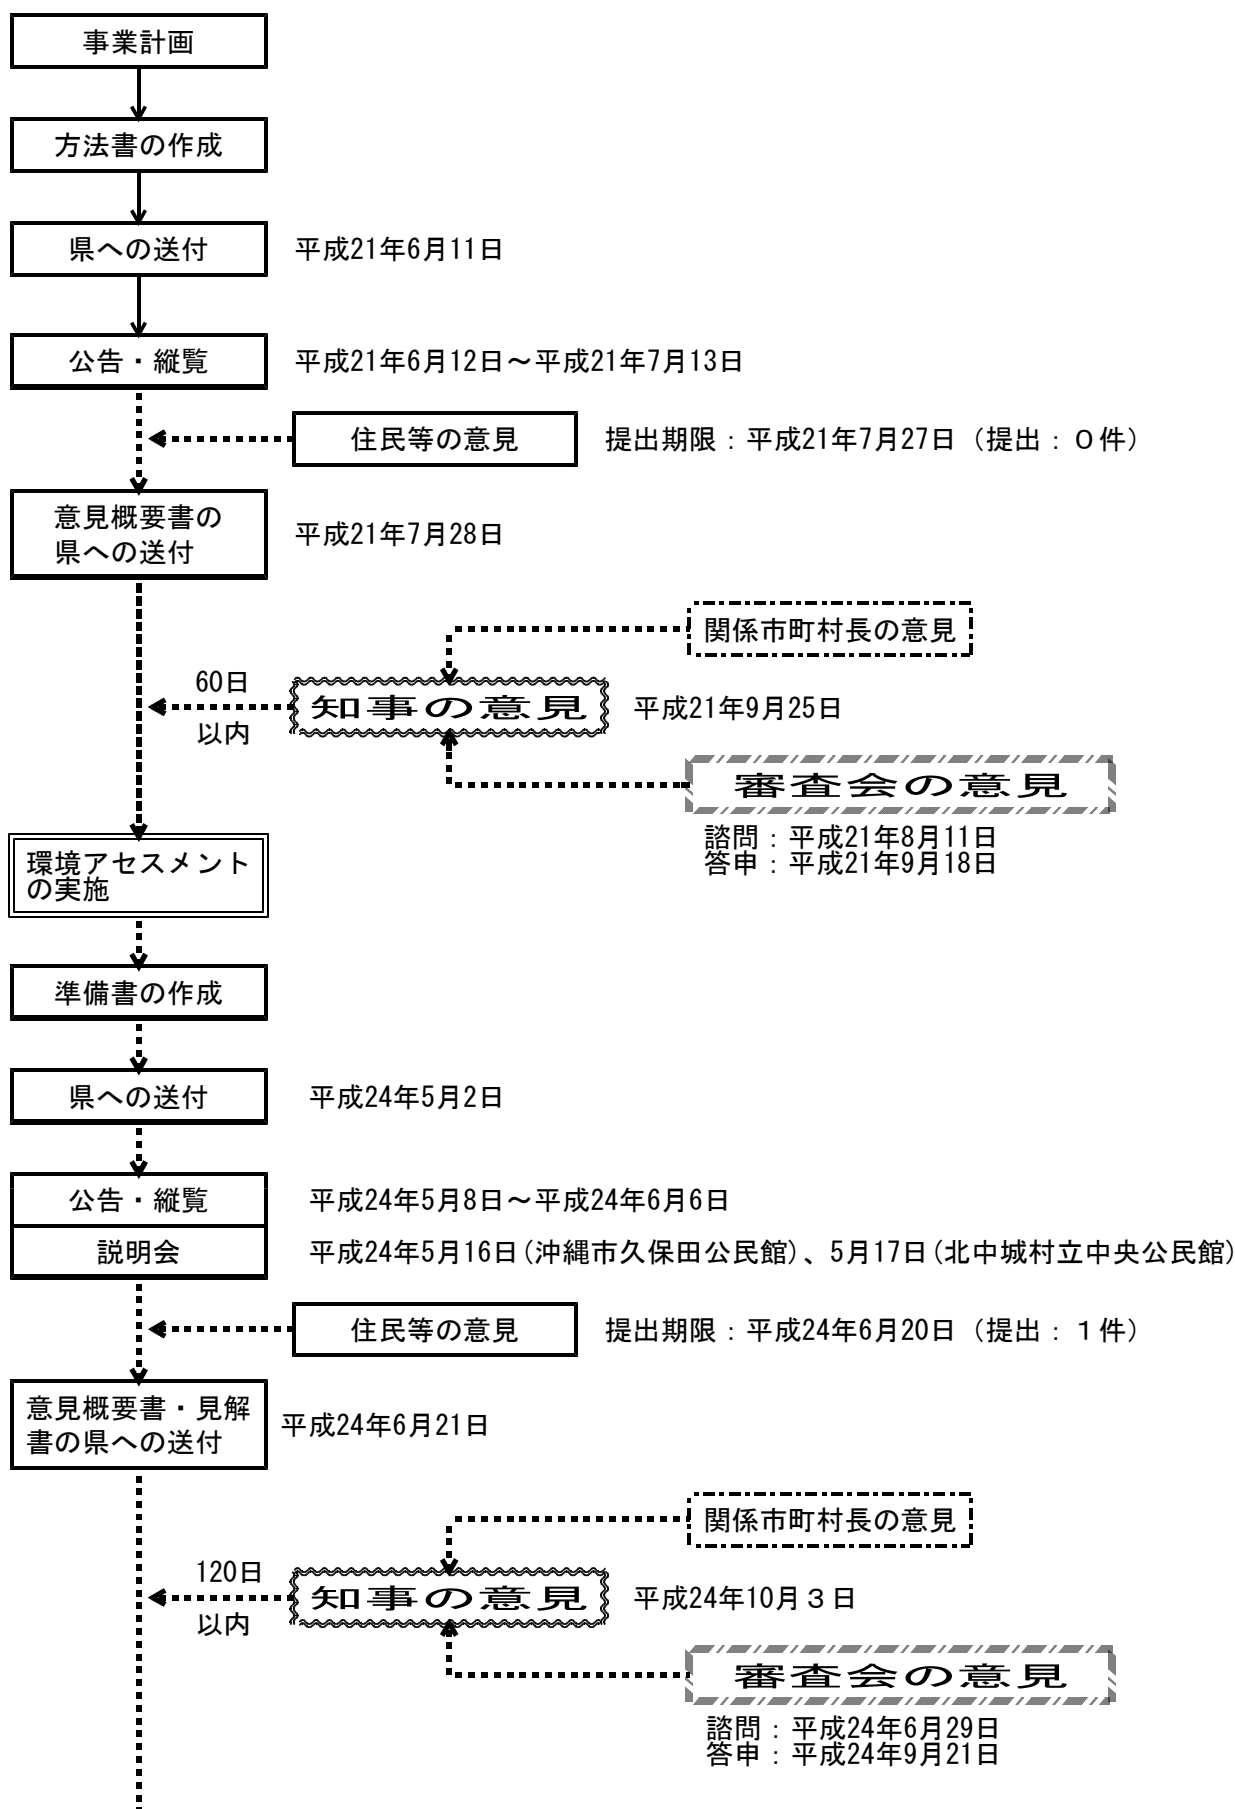 事業計画
方法書の作成
県への送付
平成21年6月11日
公告・縦覧
平成21年6月12日～平成21年7月13日
住民等の意見
提出期限：平成21年7月27日（提出：０件）
意見概要書の
県への送付
平成21年7月28日
関係市町村長の意見
60日
以内
知事の意見
平成21年9月25日
審査会の意見
諮問：平成21年8月11日
答申：平成21年9月18日
環境アセスメント
の実施
準備書の作成
県への送付
平成24年5月2日
公告・縦覧
平成24年5月8日～平成24年6月6日
説明会
平成24年5月16日(沖縄市久保田公民館)、5月17日(北中城村立中央公民館)
住民等の意見
提出期限：平成24年6月20日（提出：１件）
意見概要書・見解
書の県への送付
平成24年6月21日
関係市町村長の意見
120日
以内
知事の意見
平成24年10月３日
審査会の意見
諮問：平成24年6月29日
答申：平成24年9月21日